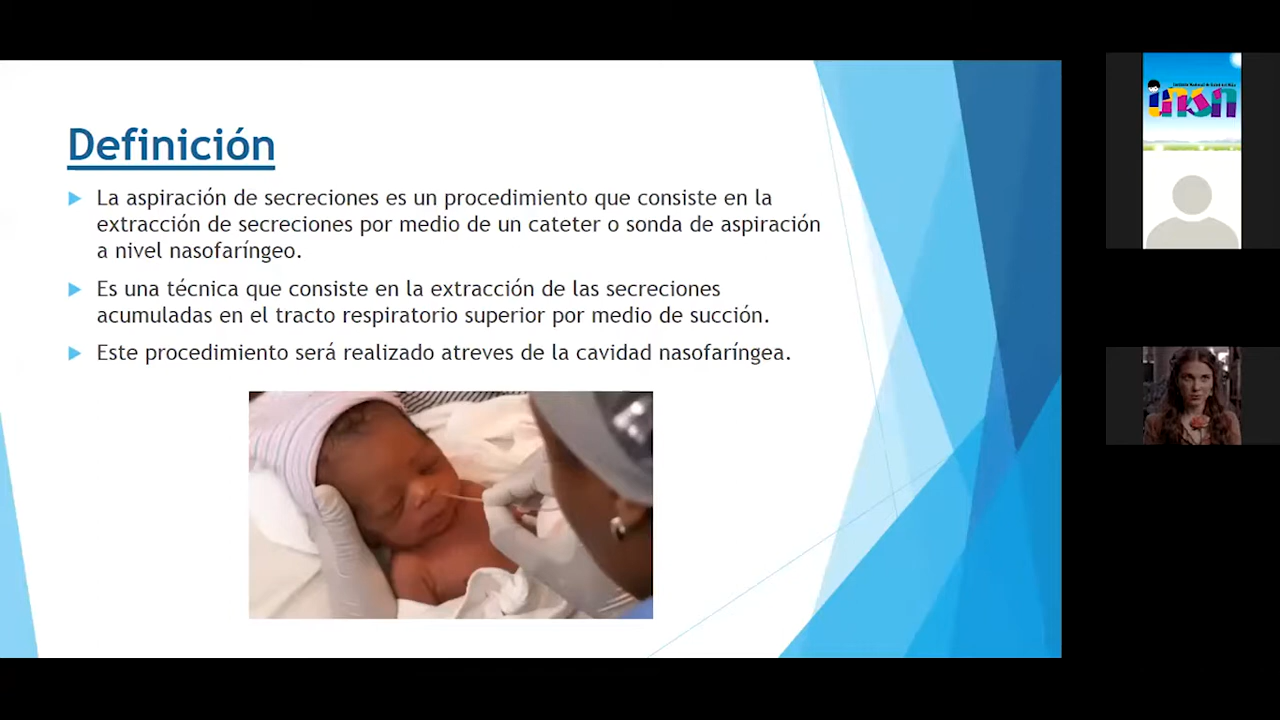 Definición
La aspiración de secreciones es un procedimiento que consiste en la
extracción de secreciones por medio de un cateter o sonda de aspiración
a nivel nasofaríngeo.
Es una técnica que consiste en la extracción de las secreciones
acumuladas en el tracto respiratorio superior por medio de succión.
Este procedimiento será realizado atreves de la cavidad nasofaríngea.
insn